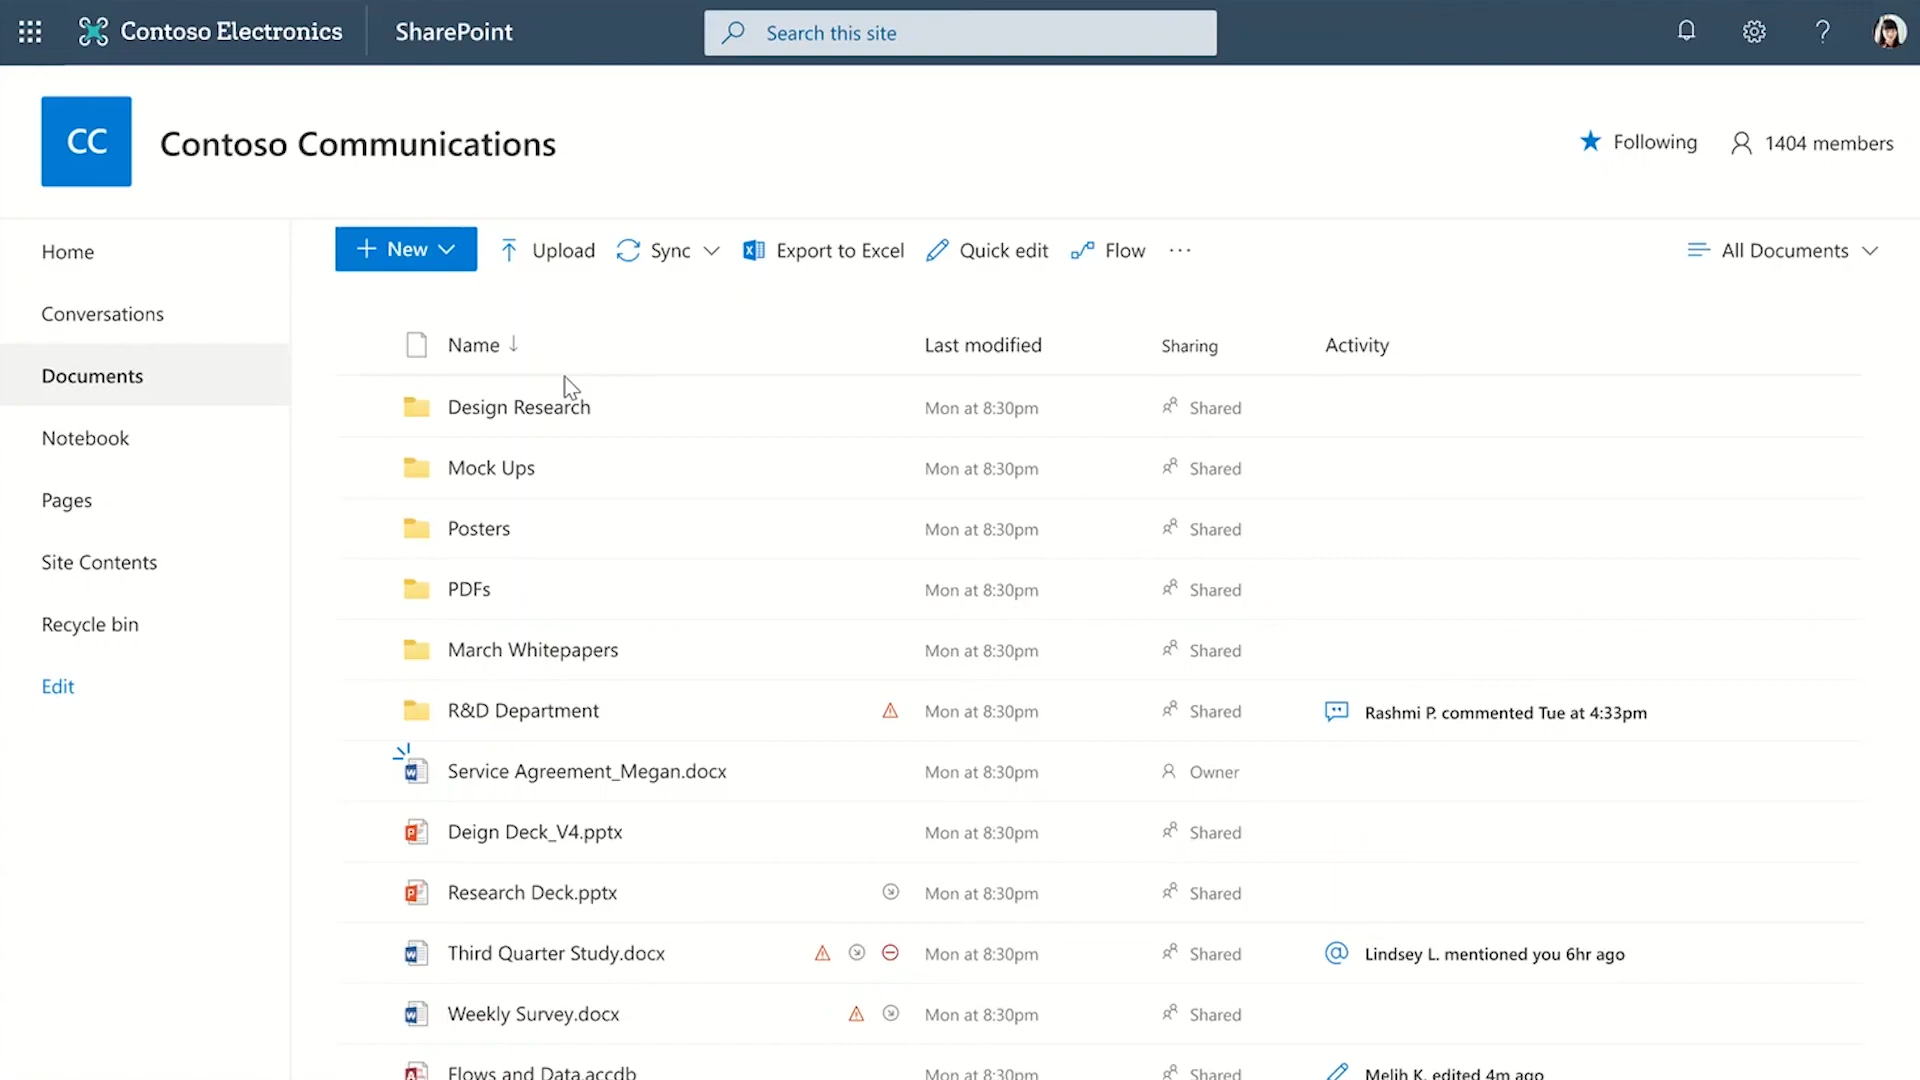 Contoso Electronics
SharePoint
Search this site
CC
Contoso Communications
Following
1404 members
Home
Conversations
Documents
Notebook
Pages
Site Contents
Recycle bin
Edit
New
Upload
Sync
Export to Excel
Quick edit
Flow
All Documents
Name Last modified Sharing Activity
Design Research Mon at 8:30pm Shared
Mock Ups Mon at 8:30pm Shared
Posters Mon at 8:30pm Shared
PDFs Mon at 8:30pm Shared
March Whitepapers Mon at 8:30pm Shared
R&D Department Mon at 8:30pm Shared Rashmi P. commented Tue at 4:33pm
Service Agreement_Megan.docx Mon at 8:30pm Owner
Deign Deck_V4.pptx Mon at 8:30pm Shared
Research Deck.pptx Mon at 8:30pm Shared
Third Quarter Study.docx Mon at 8:30pm Shared Lindsey L. mentioned you 6hr ago
Weekly Survey.docx Mon at 8:30pm Shared
Flows and Data.accdb Mon at 8:30pm Shared Melih K. edited 4m ago